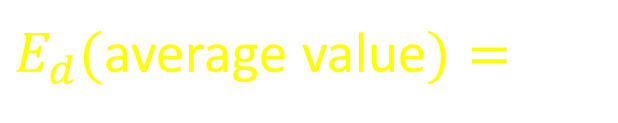 E_d(average value) =